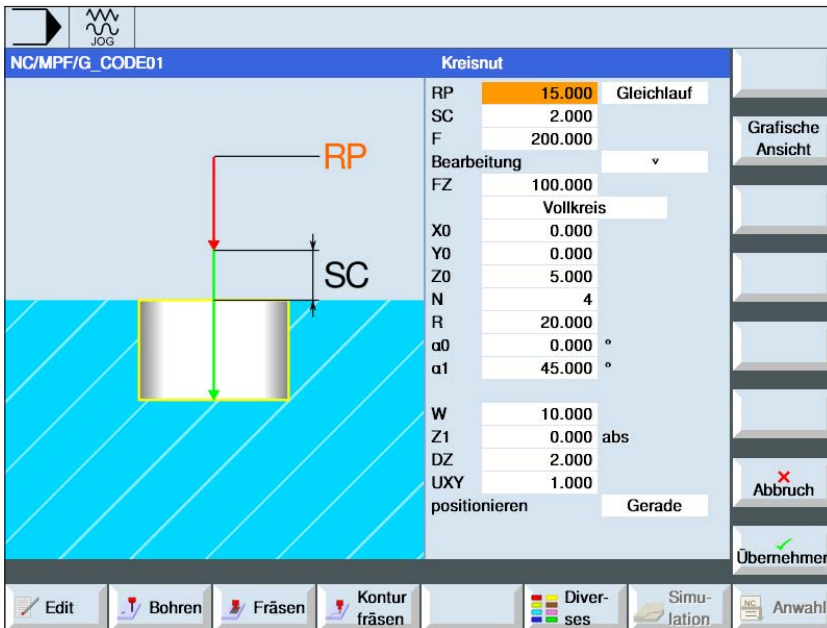 JOG
NC/MPF/G_CODE01
Kreisnut
RP 15.000 Gleichlauf
SC 2.000
F 200.000
Bearbeitung ▿
FZ 100.000
Vollkreis
X0 0.000
Y0 0.000
Z0 5.000
N 4
R 20.000
α0 0.000 °
α1 45.000 °
W 10.000
Z1 0.000 abs
DZ 2.000
UXY 1.000
positionieren Gerade
RP
SC
Grafische
Ansicht
Abbruch
Übernehmen
Edit
Bohren
Fräsen
Kontur
fräsen
Diver-
ses
Simu-
lation
NC
Anwahl